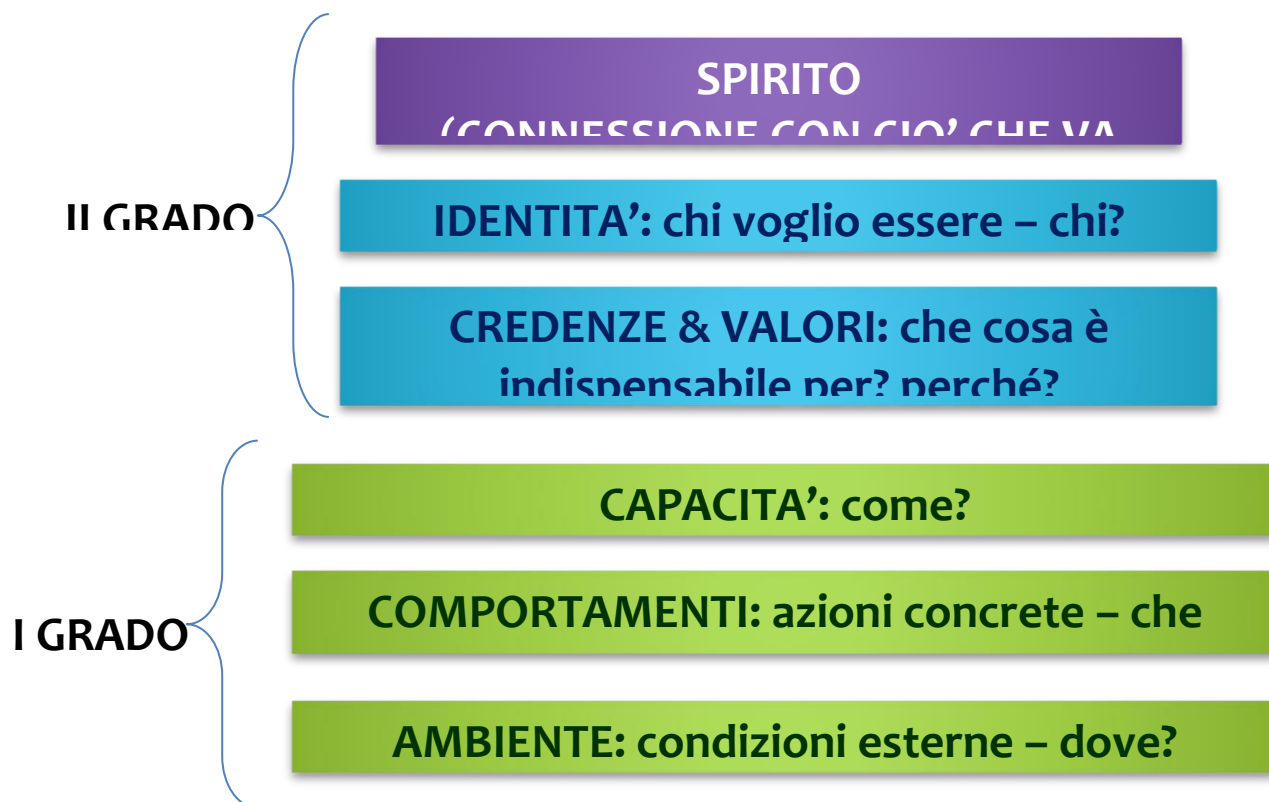 SPIRITO
(CONNESSIONE CON CIO’ CHE VA
II GRADO
IDENTITA’: chi voglio essere – chi?
CREDENZE & VALORI: che cosa è
indispensabile per? perché?
CAPACITA’: come?
I GRADO
COMPORTAMENTI: azioni concrete – che
AMBIENTE: condizioni esterne – dove?